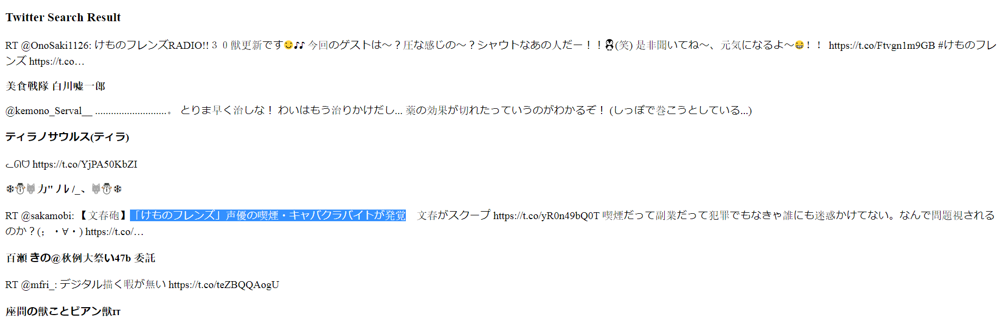 Twitter Search Result
RT @OnoSaki1126: けものフレンズRADIO!!３０獣更新です😉🎵 今回のゲストは〜？圧な感じの〜？シャウトなあの人だー！！🐧(笑) 是非聞いてね〜、元気になるよ〜😁！！ https://t.co/Ftvgn1m9GB #けものフレ
ンズ https://t.co…
美食戦隊 白川嘘一郎
@kemono_Serval__ ...........................。 とりま早く治しな！ わいはもう治りかけだし... 薬の効果が切れたっていうのがわかるぞ！ (しっぽで巻こうとしている...)
ティラノサウルス(ティラ)
https://t.co/YjPA50KbZI
❄⛄🐺カ"ﾉﾚ/_、🐺⛄❄
RT @sakamobi: 【文春砲】「けものフレンズ」声優の喫煙・キャバクラバイトが発覚　文春がスクープ https://t.co/yR0n49bQ0T 喫煙だって副業だって犯罪でもなきゃ誰にも迷惑かけてない。なんで問題視される
のか？(；・∀・) https://t.co/…
百瀬 きの@秋例大祭い47b 委託
RT @mfri_: デジタル描く暇が無い https://t.co/teZBQQAogU
座間の獣ことビアン獣IT